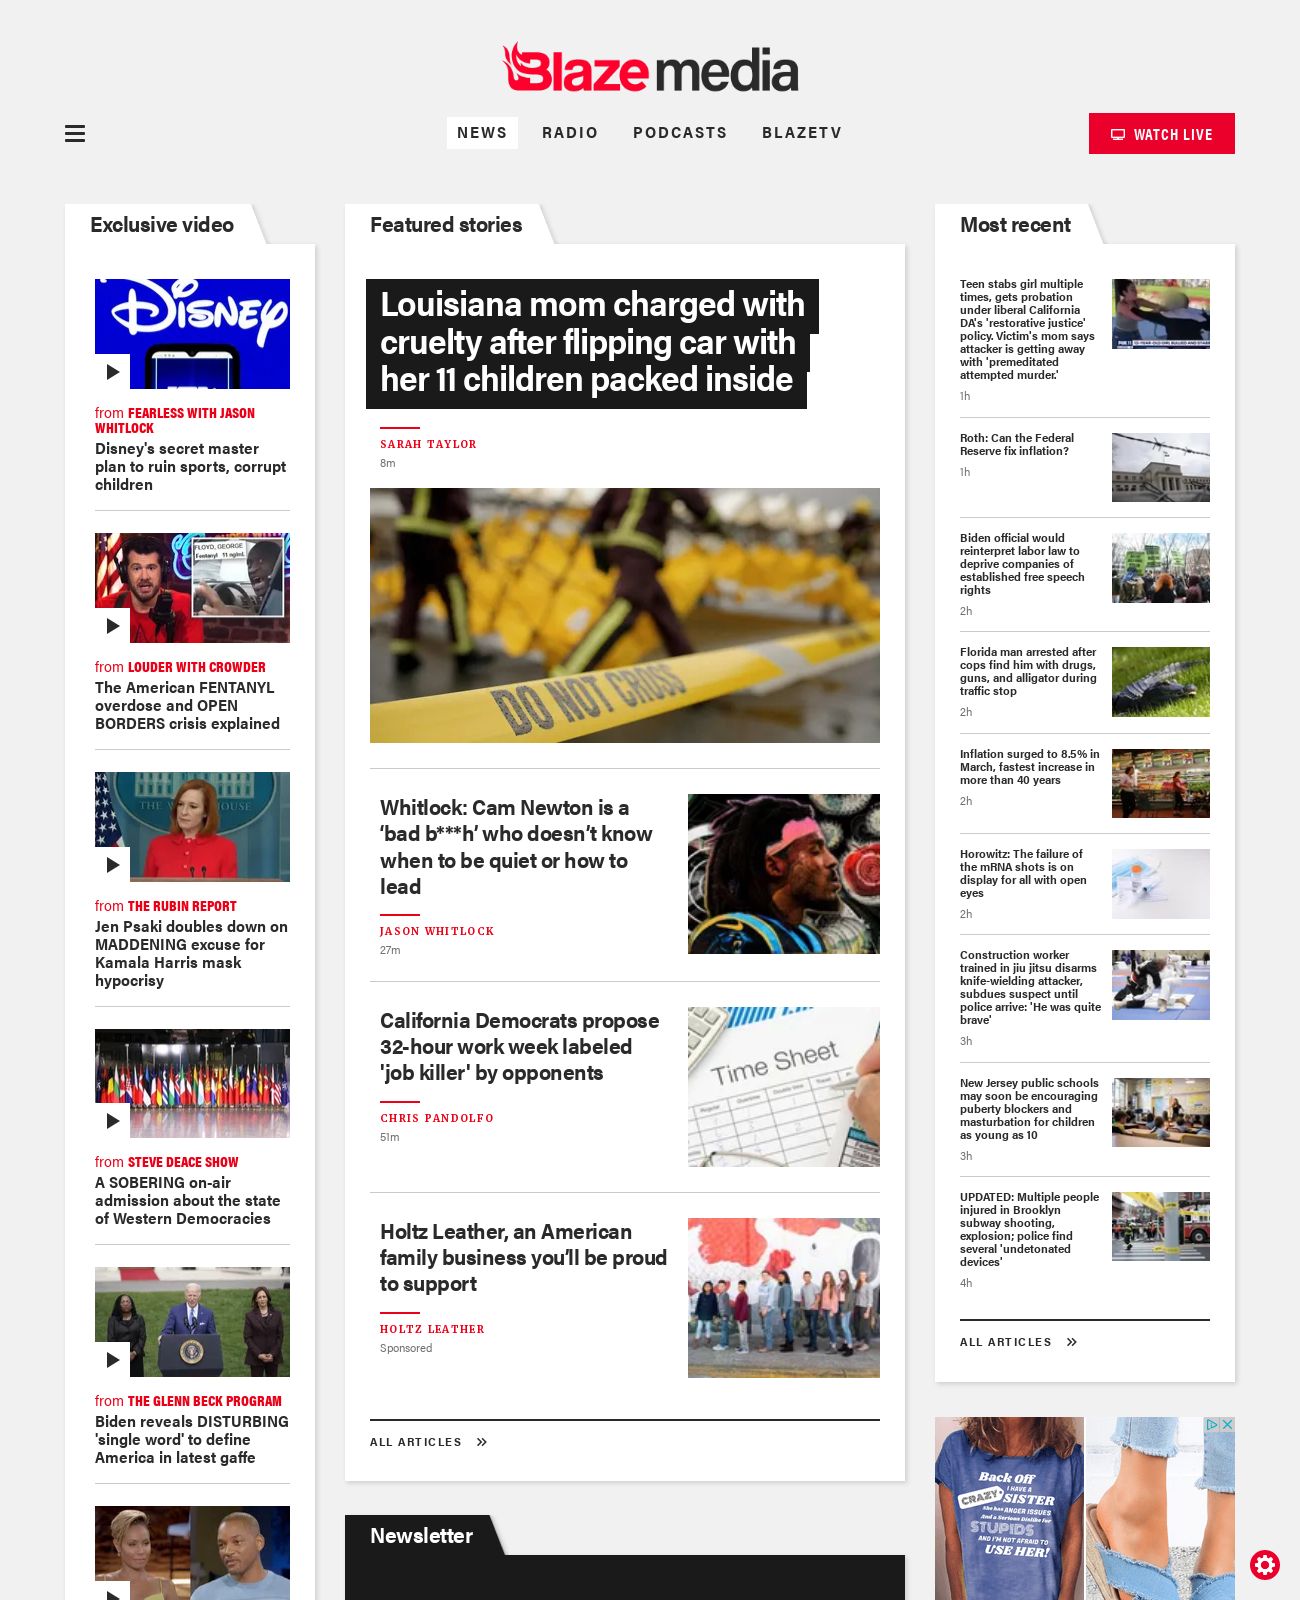 Blaze media
NEWS
RADIO
PODCASTS
BLAZETV
WATCH LIVE
Exclusive video
DISNEY
from FEARLESS WITH JASON
WHITLOCK
Disney's secret master
plan to ruin sports, corrupt
children
FLOYD, GEORGE
Fentanyl 11 ng/mL
from LOUDER WITH CROWDER
The American FENTANYL
overdose and OPEN
BORDERS crisis explained
from THE RUBIN REPORT
Jen Psaki doubles down on
MADDENING excuse for
Kamala Harris mask
hypocrisy
from STEVE DEACE SHOW
A SOBERING on-air
admission about the state
of Western Democracies
from THE GLENN BECK PROGRAM
Biden reveals DISTURBING
'single word' to define
America in latest gaffe
Featured stories
Louisiana mom charged with
cruelty after flipping car with
her 11 children packed inside
SARAH TAYLOR
8m
DO NOT CROSS
Whitlock: Cam Newton is a
‘bad b***h’ who doesn’t know
when to be quiet or how to
lead
JASON WHITLOCK
27m
California Democrats propose
32-hour work week labeled
'job killer' by opponents
CHRIS PANDOLFO
51m
Time Sheet
Holtz Leather, an American
family business you’ll be proud
to support
HOLTZ LEATHER
Sponsored
ALL ARTICLES
Newsletter
Most recent
Teen stabs girl multiple
times, gets probation
under liberal California
DA's 'restorative justice'
policy. Victim's mom says
attacker is getting away
with 'premeditated
attempted murder.'
1h
Roth: Can the Federal
Reserve fix inflation?
1h
Biden official would
reinterpret labor law to
deprive companies of
established free speech
rights
2h
Florida man arrested after
cops find him with drugs,
guns, and alligator during
traffic stop
2h
Inflation surged to 8.5% in
March, fastest increase in
more than 40 years
2h
Horowitz: The failure of
the mRNA shots is on
display for all with open
eyes
2h
Construction worker
trained in jiu jitsu disarms
knife-wielding attacker,
subdues suspect until
police arrive: 'He was quite
brave'
3h
New Jersey public schools
may soon be encouraging
puberty blockers and
masturbation for children
as young as 10
3h
UPDATED: Multiple people
injured in Brooklyn
subway shooting,
explosion; police find
several 'undetonated
devices'
4h
ALL ARTICLES
Back Off
I HAVE A
CRAZY SISTER
She has ANGER ISSUES
And a Serious Dislike for
STUPIDS
AND I'M NOT AFRAID TO
USE HER!